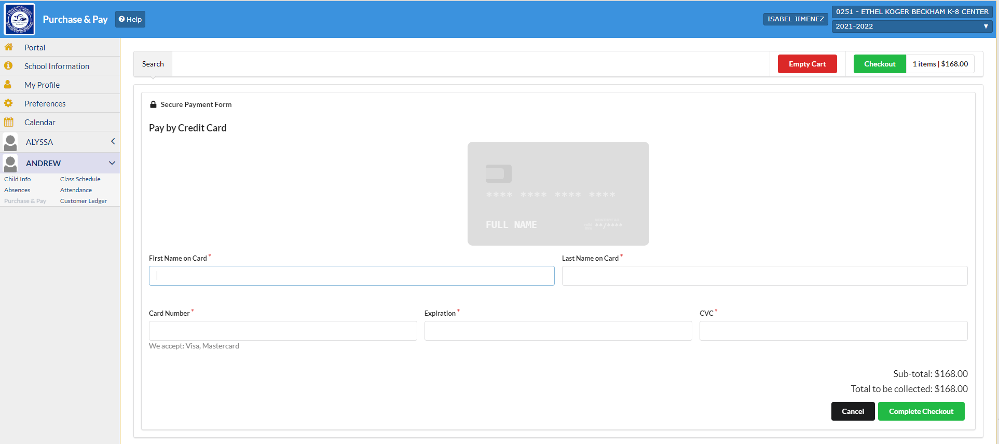 Purchase & Pay
Help
ISABEL JIMENEZ
0251 - ETHEL KOGER BECKHAM K-8 CENTER
2021-2022
Portal
School Information
My Profile
Preferences
Calendar
ALYSSA
ANDREW
Child Info
Class Schedule
Absences
Attendance
Purchase & Pay
Customer Ledger
Search
Empty Cart
Checkout
1 items | $168.00
Secure Payment Form
Pay by Credit Card
**** **** **** ****
FULL NAME
**/****
First Name on Card *
Last Name on Card *
Card Number *
Expiration *
CVC *
We accept: Visa, Mastercard
Sub-total: $168.00
Total to be collected: $168.00
Cancel
Complete Checkout